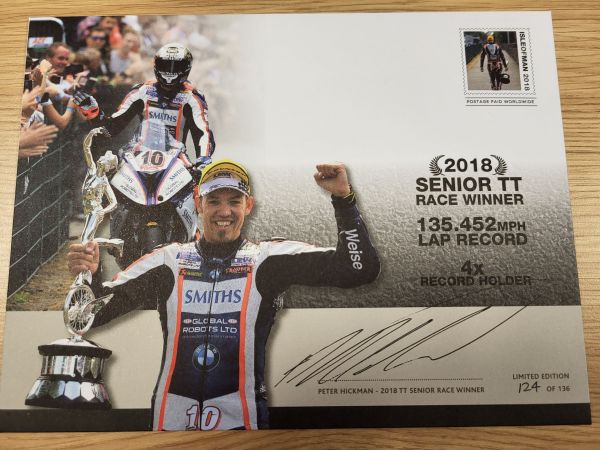 ISLE OF MAN 2018
POSTAGE PAID WORLDWIDE
2018
SENIOR TT
RACE WINNER
135.452MPH
LAP RECORD
4x
RECORD HOLDER
SMITHS
10
Weise
SMITHS
GLOBAL
ROBOTS LTD
BMW
10
PETER HICKMAN - 2018 TT SENIOR RACE WINNER
LIMITED EDITION
124 OF 136